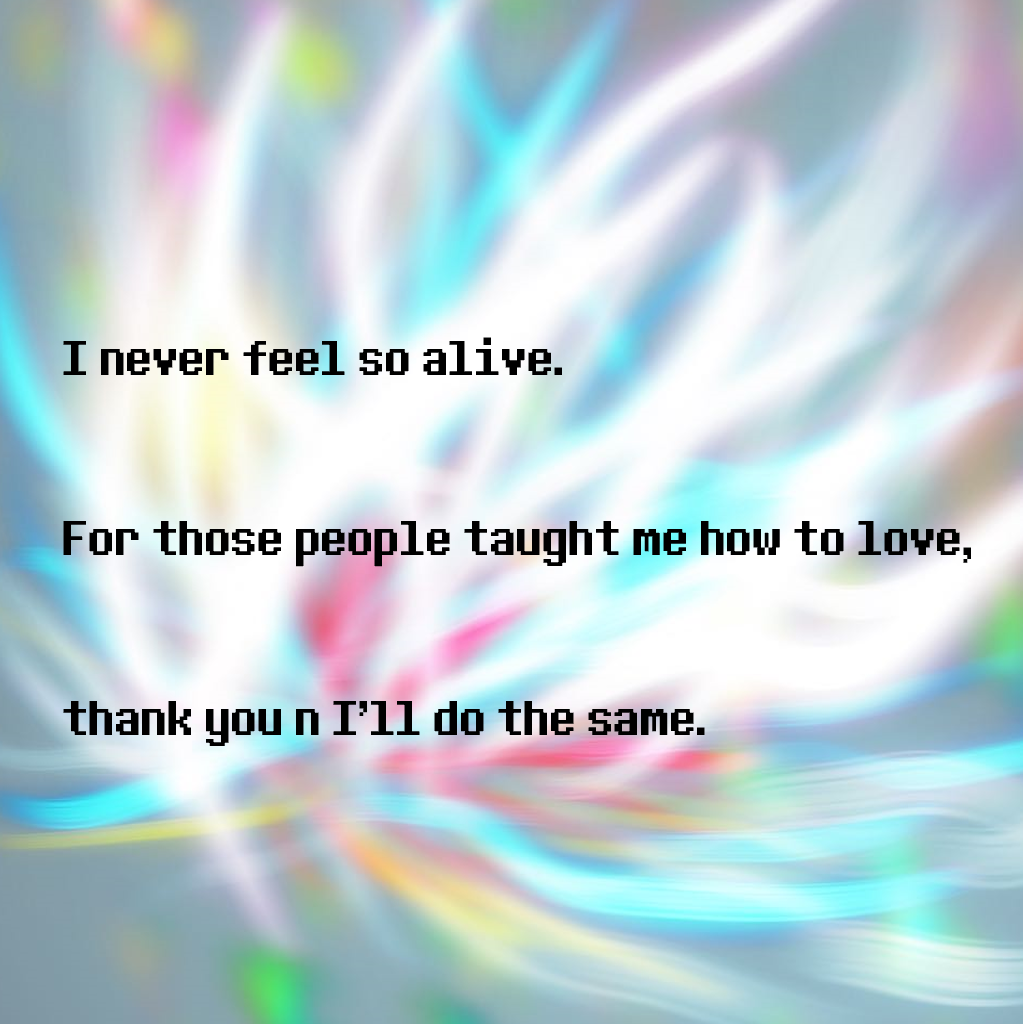 I never feel so alive.
For those people taught me how to love,
thank you n I'll do the same.